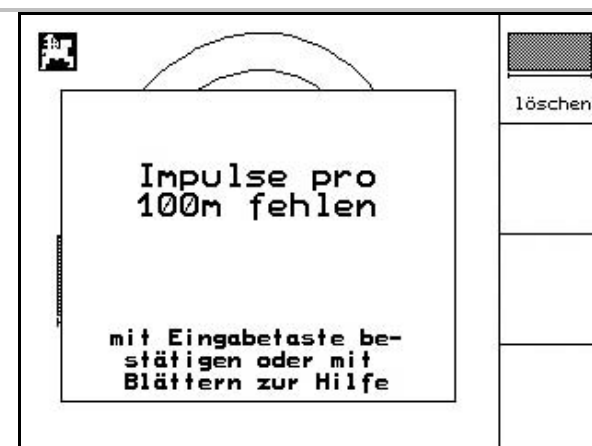 löschen
Impulse pro
100m fehlen
mit Eingabetaste be-
stätigen oder mit
Blättern zur Hilfe